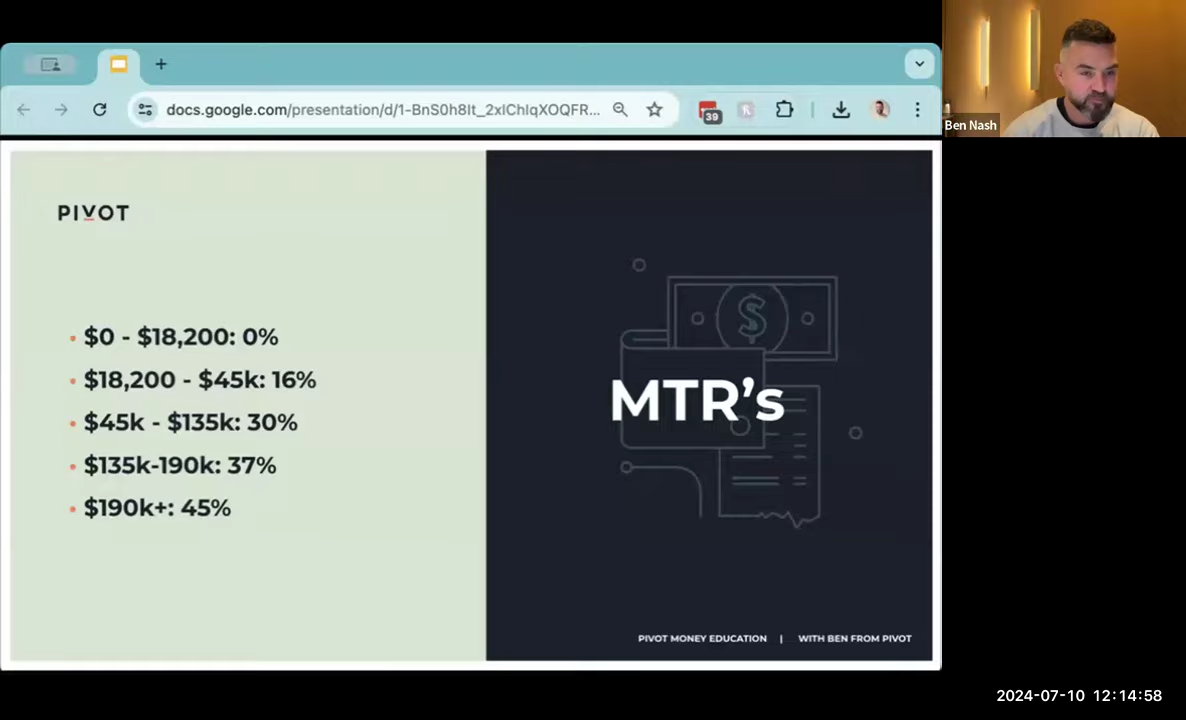 docs.google.com/presentation/d/1-BnS0h8It_2xIChIqXOQFR...
39
Ben Nash
PIVOT
• $0 - $18,200: 0%
• $18,200 - $45k: 16%
• $45k - $135k: 30%
• $135k-190k: 37%
• $190k+: 45%
$
MTR’s
PIVOT MONEY EDUCATION | WITH BEN FROM PIVOT
2024-07-10 12:14:58